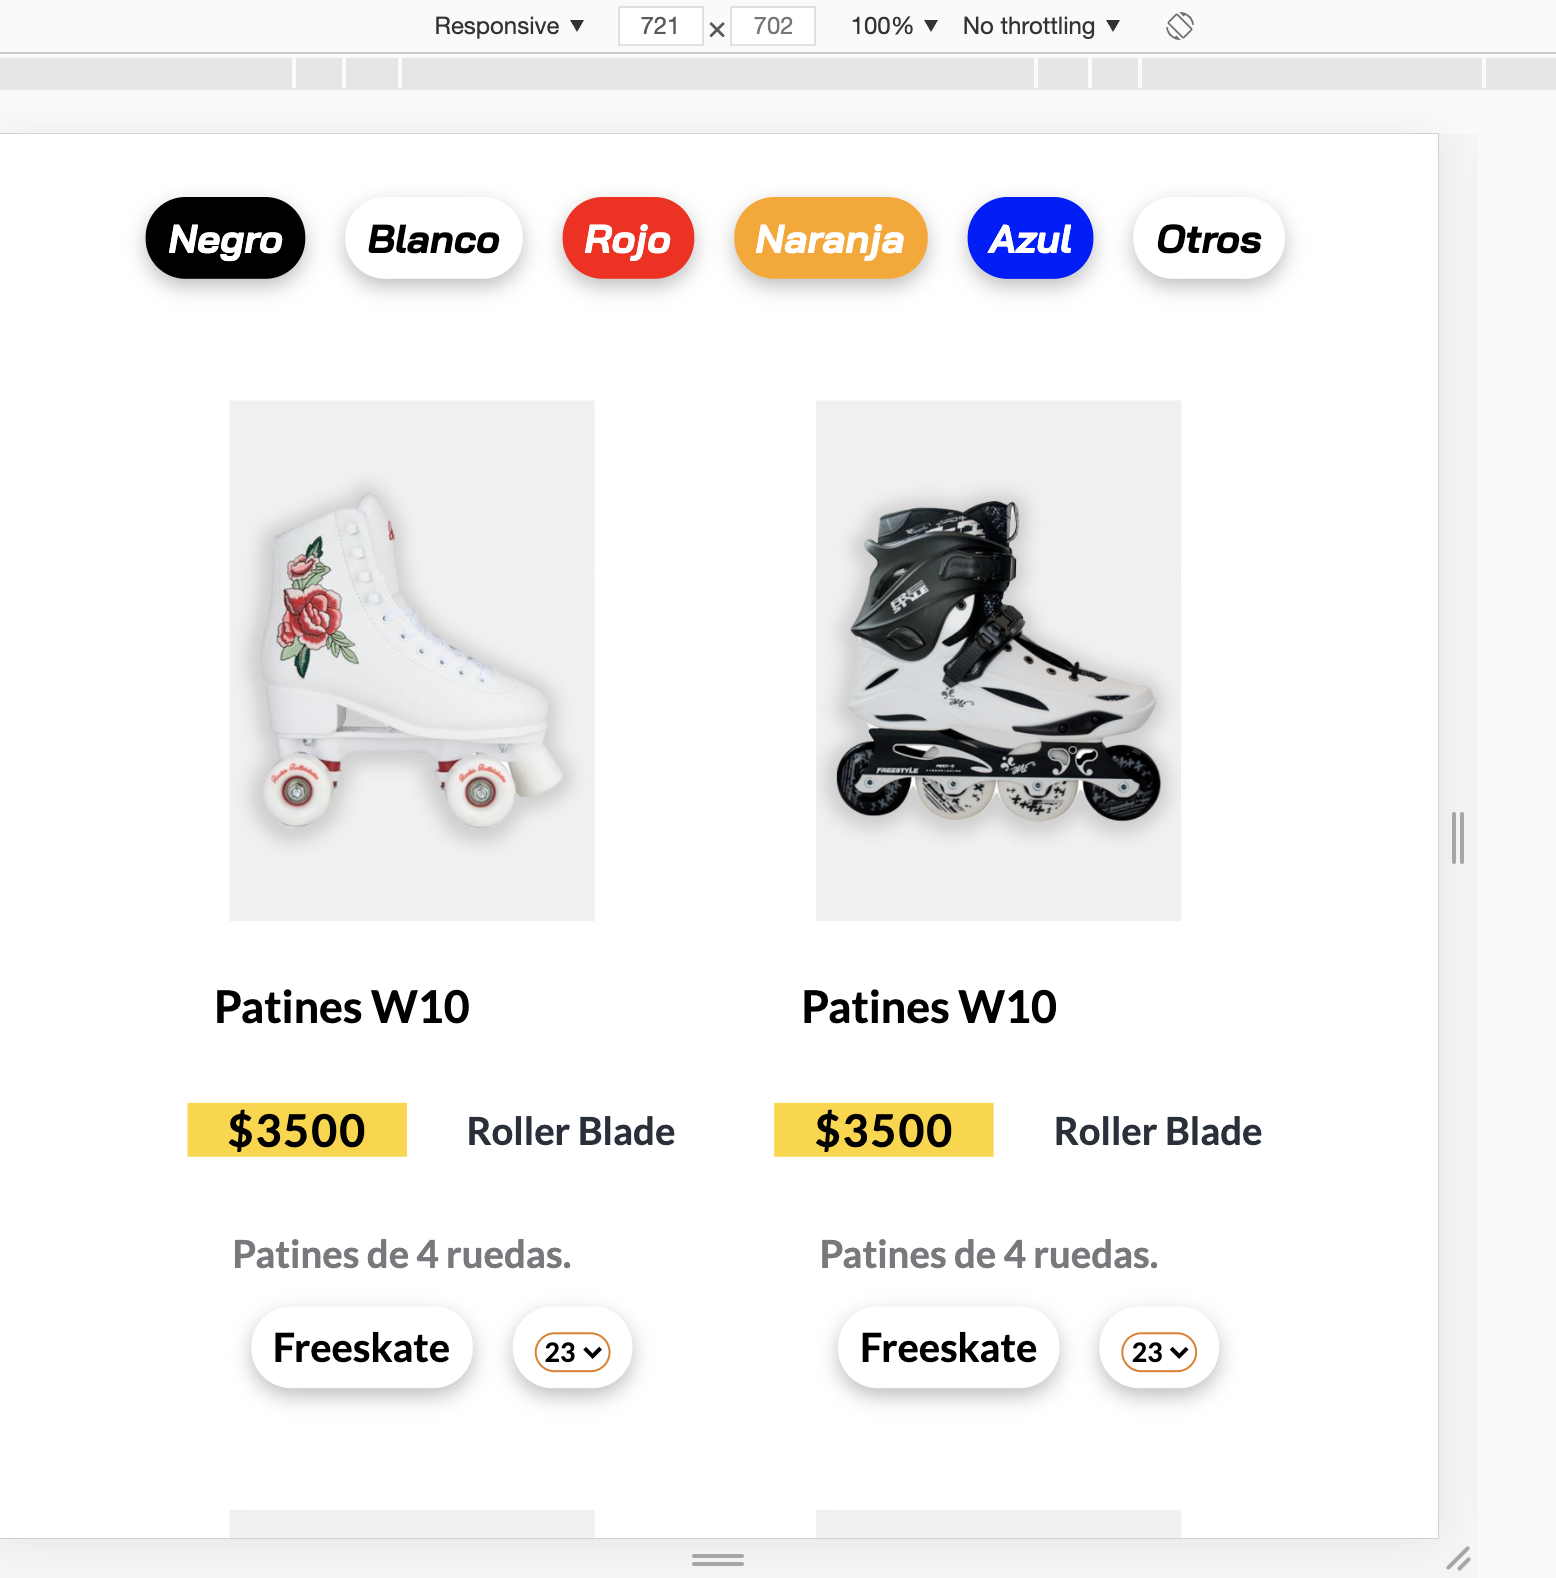 Responsive ▼ 721 × 702 100% ▼ No throttling ▼
Negro Blanco Rojo Naranja Azul Otros
FREESTYLE
Patines W10 Patines W10
$3500 Roller Blade $3500 Roller Blade
Patines de 4 ruedas. Patines de 4 ruedas.
Freeskate 23 Freeskate 23